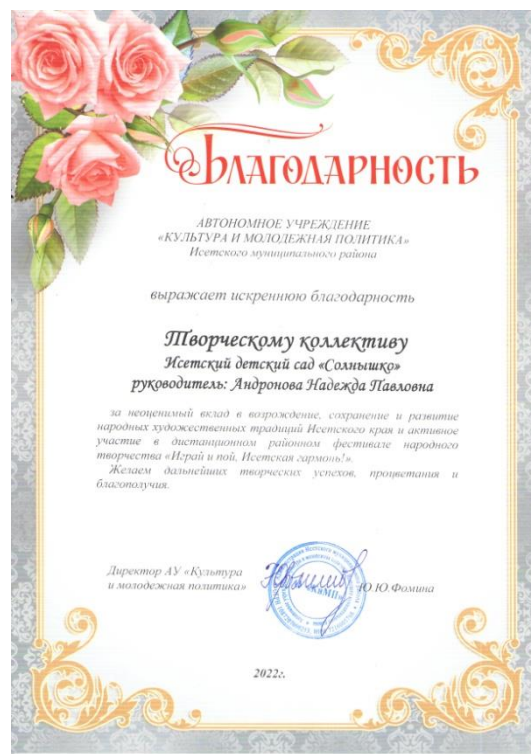 Благодарность
АВТОНОМНОЕ УЧРЕЖДЕНИЕ
«КУЛЬТУРА И МОЛОДЕЖНАЯ ПОЛИТИКА»
Исетского муниципального района
выражает искреннюю благодарность
Творческому коллективу
Исетский детский сад «Солнышко»
руководитель: Андронова Надежда Павловна
за неоценимый вклад в возрождение, сохранение и развитие
народных художественных традиций Исетского края и активное
участие в дистанционном районном фестивале народного
творчества «Играй и пой, Исетская гармонь!».
Желаем дальнейших творческих успехов, процветания и
благополучия.
Директор АУ «Культура
и молодежная политика»
Ю.Ю.Фомина
«КиМП»
2022г.